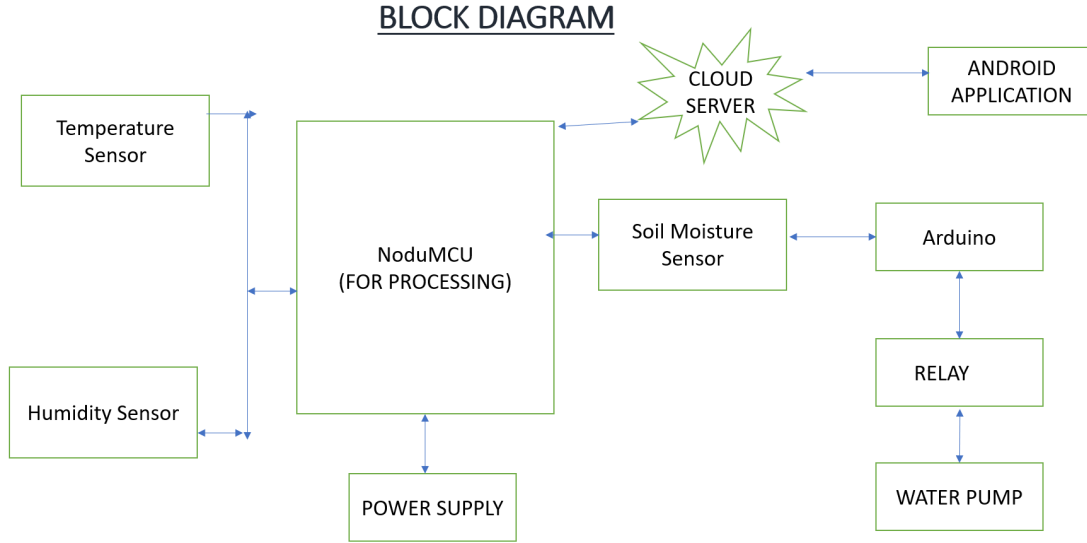 BLOCK DIAGRAM
CLOUD
SERVER
ANDROID
APPLICATION
Temperature
Sensor
NoduMCU
(FOR PROCESSING)
Soil Moisture
Sensor
Arduino
RELAY
Humidity Sensor
POWER SUPPLY
WATER PUMP